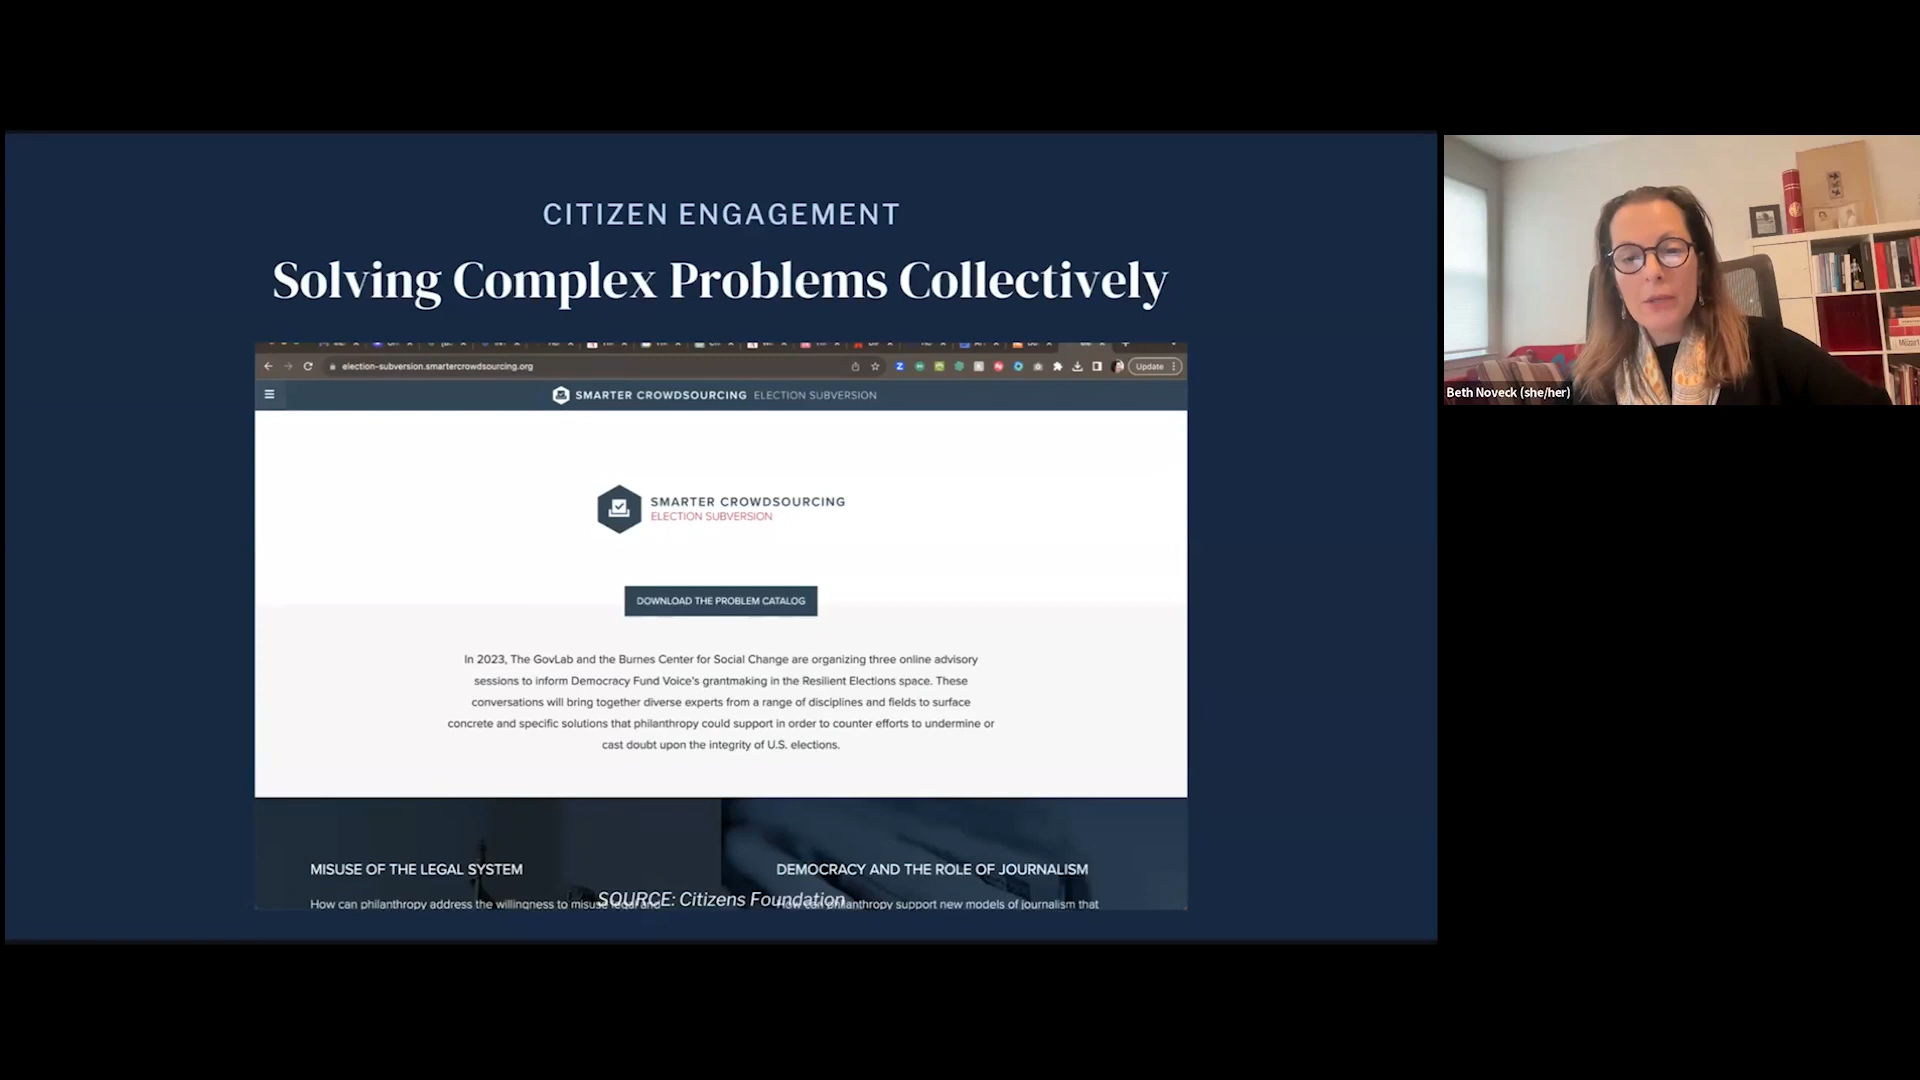 CITIZEN ENGAGEMENT
Solving Complex Problems Collectively
election-subversion.smartercrowdsourcing.org
Update
SMARTER CROWDSOURCING ELECTION SUBVERSION
SMARTER CROWDSOURCING
ELECTION SUBVERSION
DOWNLOAD THE PROBLEM CATALOG
In 2023, The GovLab and the Burnes Center for Social Change are organizing three online advisory
sessions to inform Democracy Fund Voice's grantmaking in the Resilient Elections space. These
conversations will bring together diverse experts from a range of disciplines and fields to surface
concrete and specific solutions that philanthropy could support in order to counter efforts to undermine or
cast doubt upon the integrity of U.S. elections.
MISUSE OF THE LEGAL SYSTEM
How can philanthropy address the willingness to misuse legal and
DEMOCRACY AND THE ROLE OF JOURNALISM
How can philanthropy support new models of journalism that
SOURCE: Citizens Foundation
Beth Noveck (she/her)